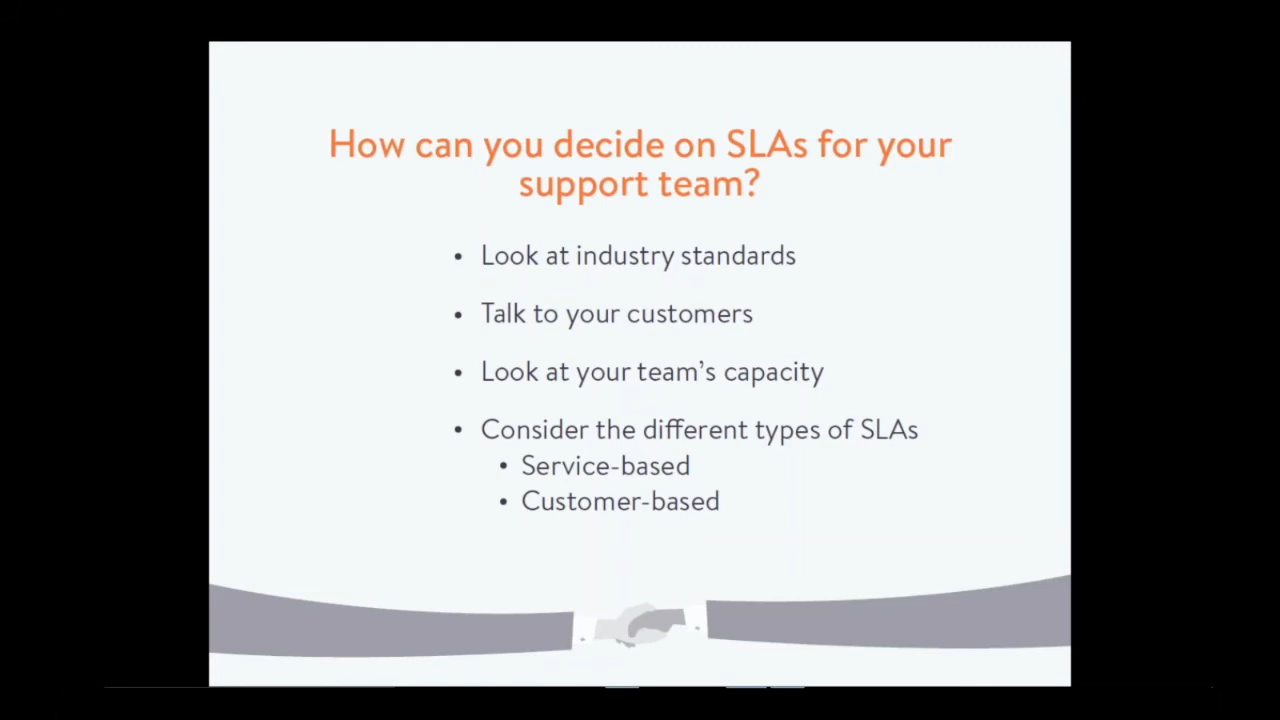 How can you decide on SLAs for your
support team?
• Look at industry standards
• Talk to your customers
• Look at your team’s capacity
• Consider the different types of SLAs
• Service-based
• Customer-based